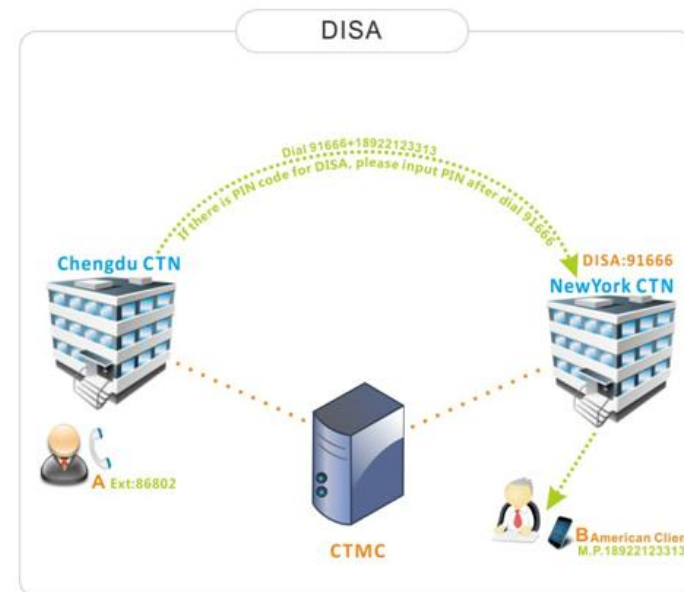 DISA
Dial 91666+18922123313
If there is PIN code for DISA, please input PIN after dial 91666
Chengdu CTN
DISA:91666
NewYork CTN
A Ext:86802
CTMC
B American Clien
M.P.18922123313